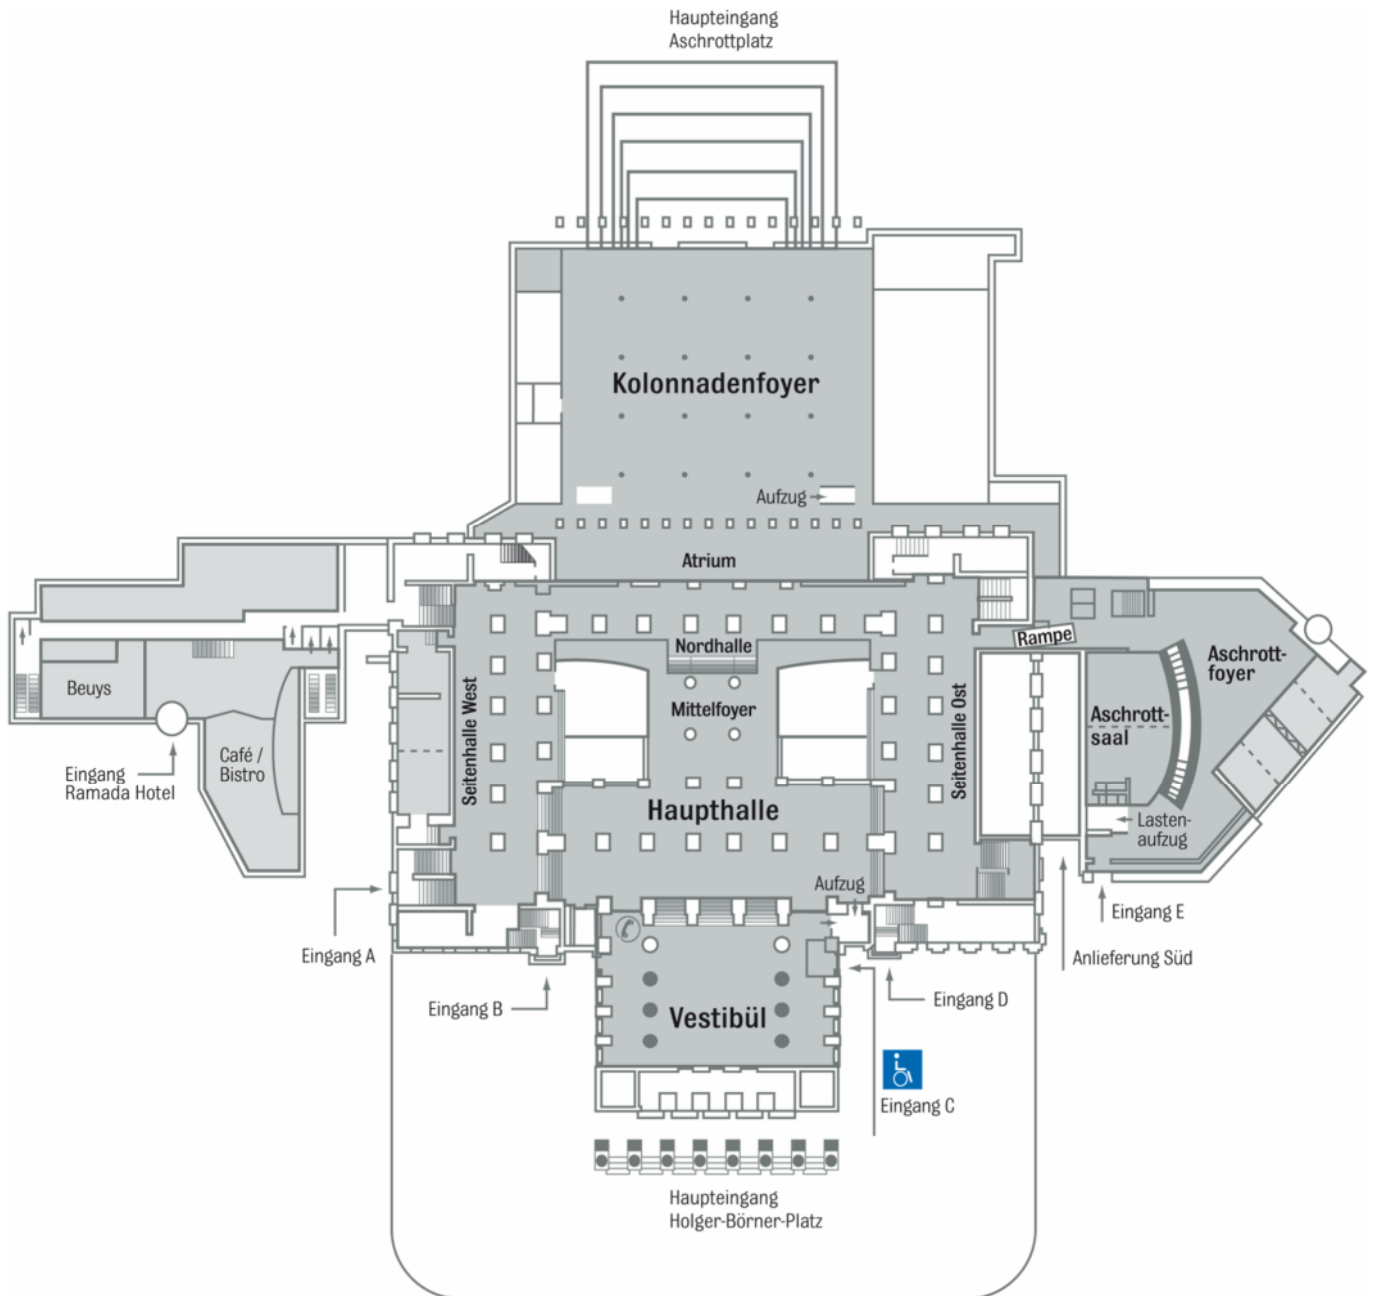 Haupteingang
Aschrottplatz
Kolonnadenfoyer
Aufzug
Atrium
Nordhalle
Rampe
Aschrott-
foyer
Beuys
Seitenhalle West
Mittelfoyer
Seitenhalle Ost
Aschrott-
saal
Café /
Bistro
Eingang
Ramada Hotel
Haupthalle
Lasten-
aufzug
Aufzug
Eingang E
Eingang A
Anlieferung Süd
Eingang B
Vestibül
Eingang D
Eingang C
Haupteingang
Holger-Börner-Platz